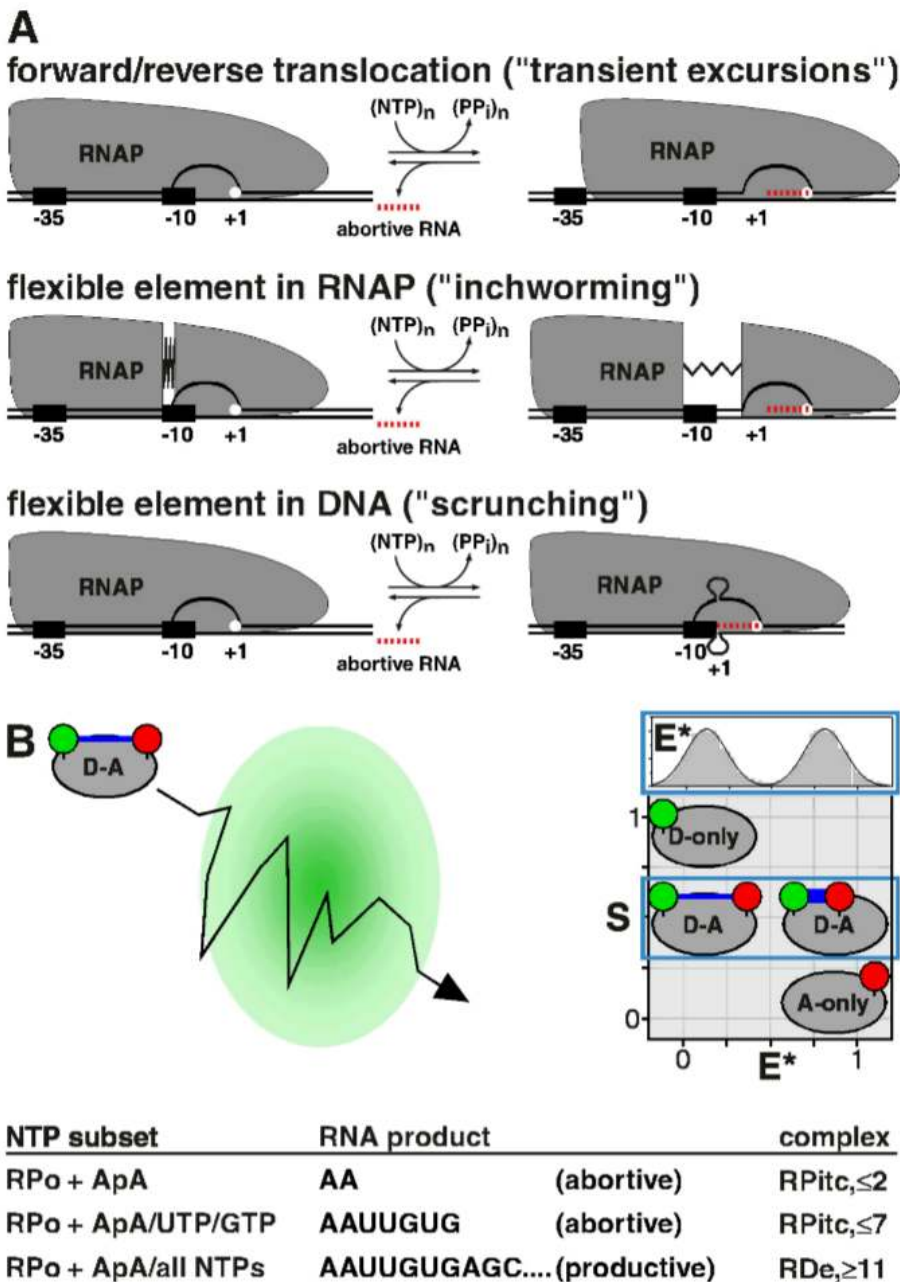 A
forward/reverse translocation ("transient excursions")
(NTP)n (PPi)n
RNAP RNAP
-35 -10 +1 abortive RNA -35 -10 +1
flexible element in RNAP ("inchworming")
(NTP)n (PPi)n
RNAP RNAP
-35 -10 +1 abortive RNA -35 -10 +1
flexible element in DNA ("scrunching")
(NTP)n (PPi)n
RNAP RNAP
-35 -10 +1 abortive RNA -35 -10 +1
B
D-A
E*
1 D-only
S D-A D-A
A-only
0
0 E* 1
NTP subset RNA product complex
RPo + ApA AA (abortive) RPitc,≤2
RPo + ApA/UTP/GTP AAUUGUG (abortive) RPitc,≤7
RPo + ApA/all NTPs AAUUGUGAGC....(productive) RDe,≥11